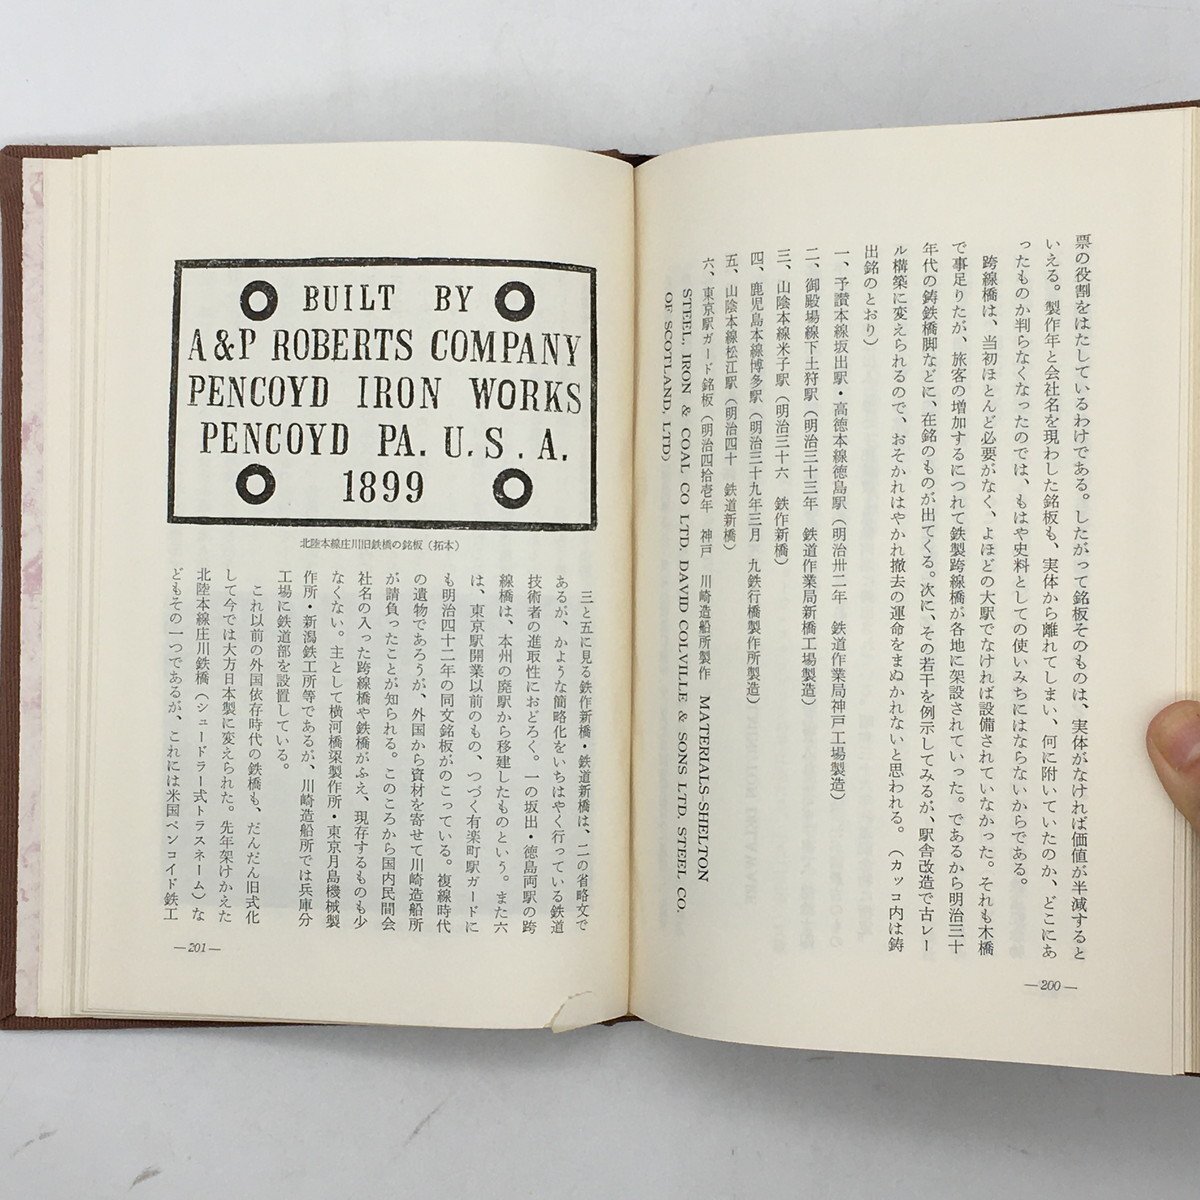 票の役割をはたしているわけである。したがって銘板そのものは、実体がなければ価値が半減すると
いえる。製作年と会社名を現わした銘板も、実体から離れてしまい、何に附いていたのか、どこにあ
ったものか判らなくなったのでは、もはや史料としての使いみちにはならないからである。
跨線橋は、当初ほとんど必要がなく、よほどの大駅でなければ設備されていなかった。それも木橋
で事足りたが、旅客の増加するにつれて鉄製跨線橋が各地に架設されていった。であるから明治三十
年代の鋳鉄橋脚などに、在銘のものが出てくる。次に、その若干を例示してみるが、駅舎改造で古レー
ル構築に変えられるので、おそかれはやかれ撤去の運命をまぬかれないと思われる。（カッコ内は鋳
出銘のとおり）
一、予讃本線坂出駅・高徳本線徳島駅（明治卅二年　鉄道作業局神戸工場製造）
二、御殿場線下土狩駅（明治三十三年　鉄道作業局新橋工場製造）
三、山陰本線米子駅（明治三十六　鉄作新橋）
四、鹿児島本線博多駅（明治三十九年三月　九鉄行橋製作所製造）
五、山陰本線松江駅（明治四十　鉄道新橋）
六、東京駅ガード銘板（明治四拾壱年　神戸　川崎造船所製作　MATERIALS-SHELTON
STEEL, IRON & COAL CO LTD. DAVID COLVILLE & SONS LTD. STEEL CO.
OF SCOTLAND, LTD）
—200—
BUILT BY
A&P ROBERTS COMPANY
PENCOYD IRON WORKS
PENCOYD PA. U.S.A.
1899
北陸本線庄川旧鉄橋の銘板（拓本）
三と五に見る鉄作新橋・鉄道新橋は、二の省略文で
あるが、かような簡略化をいちはやく行っている鉄道
技術者の進取性におどろく。一の坂出・徳島両駅の跨
線橋は、本州の廃駅から移建したものという。また六
は、東京駅開業以前のもの、つづく有楽町駅ガードに
も明治四十二年の同文銘板がのこっている。複線時代
の遺物であろうが、外国から資材を寄せて川崎造船所
が請負ったことが知られる。このころから国内民間会
社名の入った跨線橋や鉄橋がふえ、現存するものも少
なくない。主として横河橋梁製作所・東京月島機械製
作所・新潟鉄工所等であるが、川崎造船所では兵庫分
工場に鉄道部を設置している。
これ以前の外国依存時代の鉄橋も、だんだん旧式化
して今では大方日本製に変えられた。先年架けかえた
北陸本線庄川鉄橋（シュードラー式トラスネーム）な
どもその一つであるが、これには米国ペンコイド鉄工
—201—